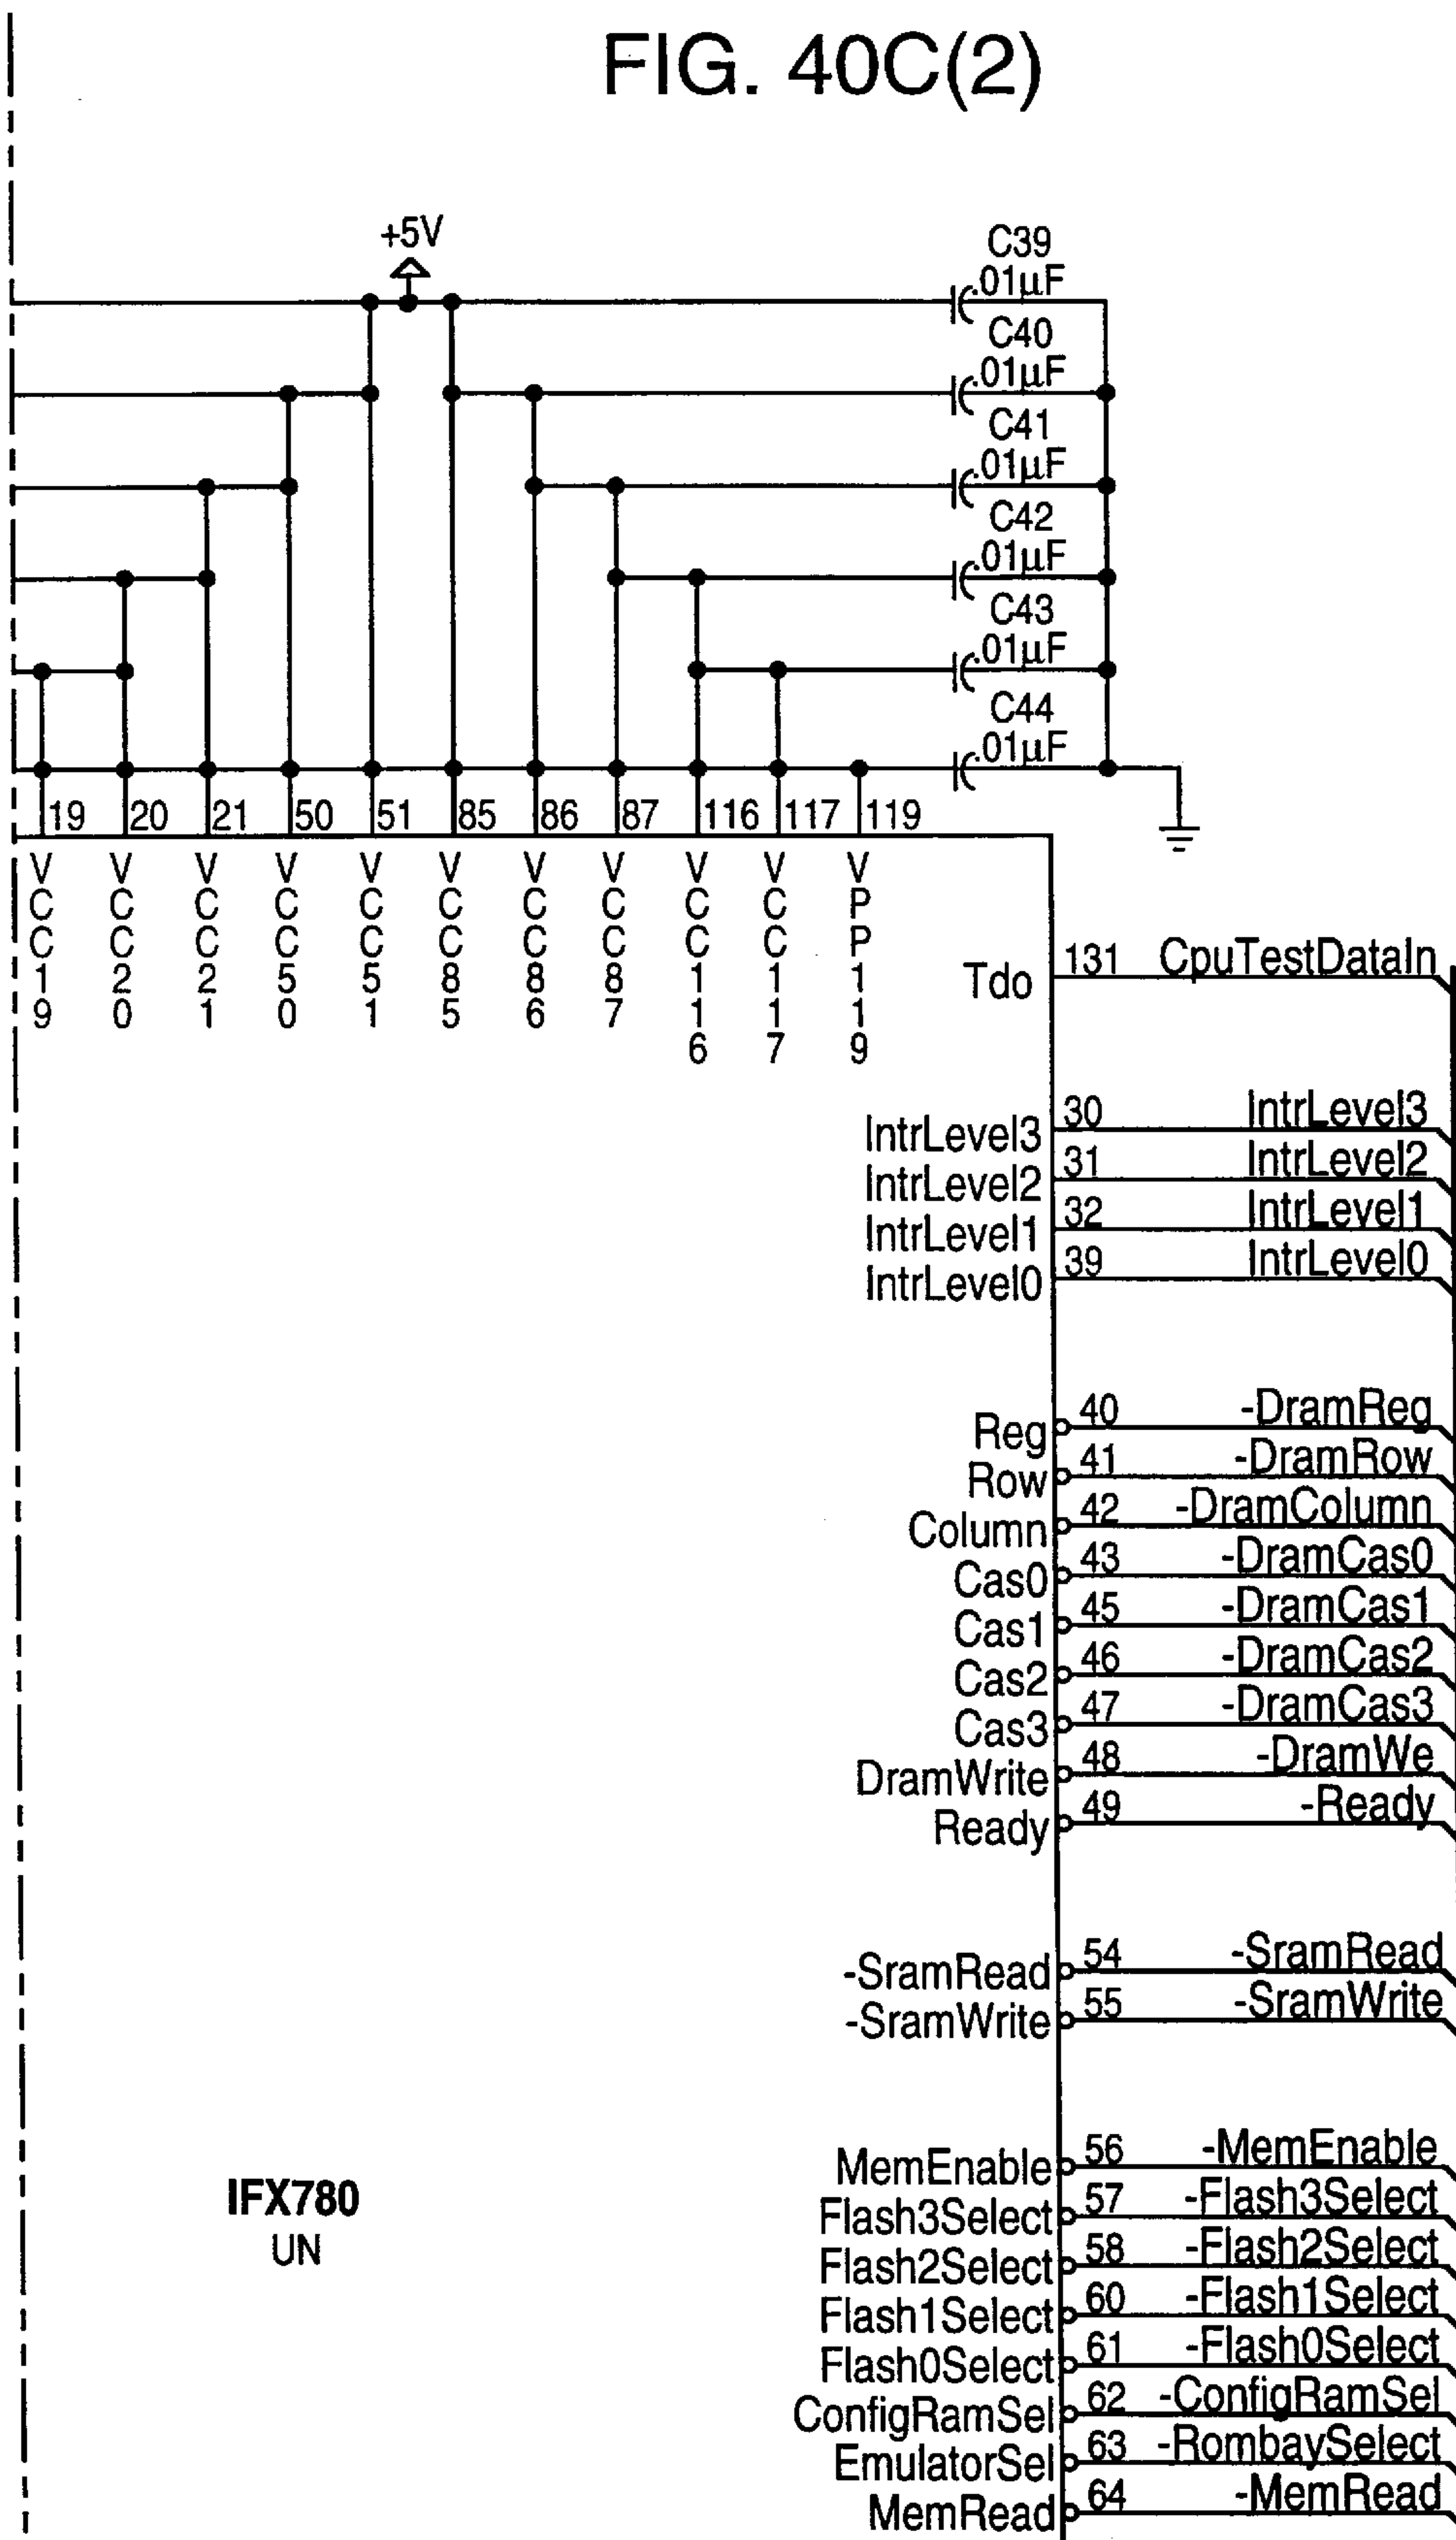 FIG. 40C(2)
+5V
C39
.01µF
C40
.01µF
C41
.01µF
C42
.01µF
C43
.01µF
C44
.01µF
19 20 21 50 51 85 86 87 116 117 119
VCC19 VCC20 VCC21 VCC50 VCC51 VCC85 VCC86 VCC87 VCC116 VCC117 VPP119
Tdo 131 CpuTestDataIn
IntrLevel3 30 IntrLevel3
IntrLevel2 31 IntrLevel2
IntrLevel1 32 IntrLevel1
IntrLevel0 39 IntrLevel0
Reg 40 -DramReg
Row 41 -DramRow
Column 42 -DramColumn
Cas0 43 -DramCas0
Cas1 45 -DramCas1
Cas2 46 -DramCas2
Cas3 47 -DramCas3
DramWrite 48 -DramWe
Ready 49 -Ready
-SramRead 54 -SramRead
-SramWrite 55 -SramWrite
MemEnable 56 -MemEnable
IFX780
UN
Flash3Select 57 -Flash3Select
Flash2Select 58 -Flash2Select
Flash1Select 60 -Flash1Select
Flash0Select 61 -Flash0Select
ConfigRamSel 62 -ConfigRamSel
EmulatorSel 63 -RombaySelect
MemRead 64 -MemRead